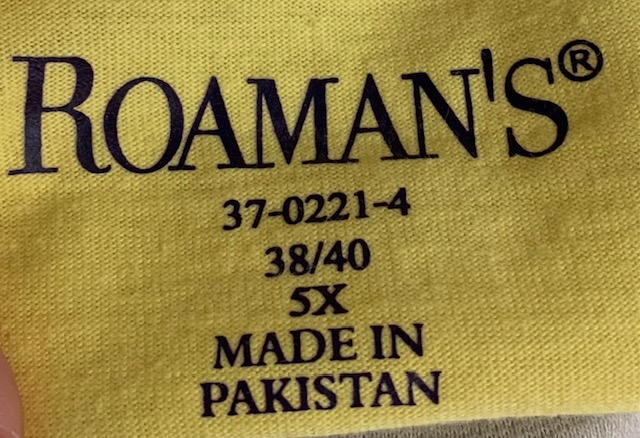 ROAMAN'S®
37-0221-4
38/40
5X
MADE IN
PAKISTAN